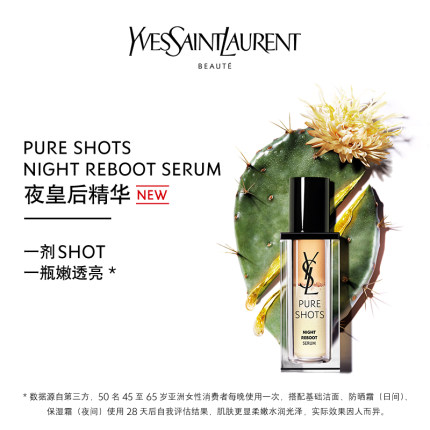 YVESSAINTLAURENT
BEAUTÉ
PURE SHOTS
NIGHT REBOOT SERUM
夜皇后精华 NEW
一剂SHOT
一瓶嫩透亮 *
YSL
PURE
SHOTS
NIGHT
REBOOT
SERUM
* 数据源自第三方，50 名 45 至 65 岁亚洲女性消费者每晚使用一次，搭配基础洁面、防晒霜（日间）、
保湿霜（夜间）使用 28 天后自我评估结果，肌肤更显柔嫩水润光泽，实际效果因人而异。